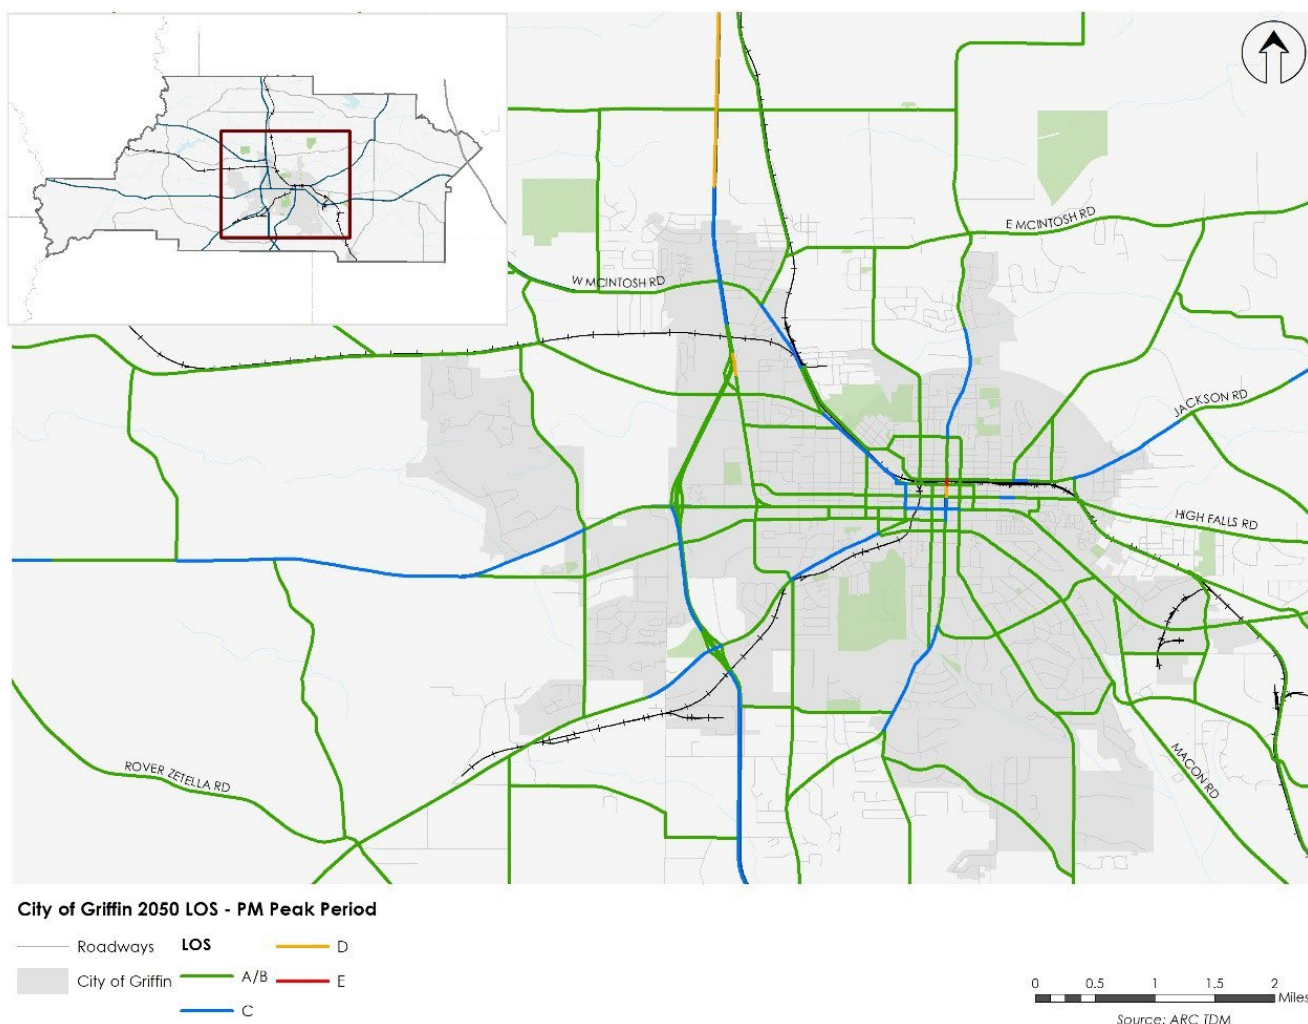 E MCINTOSH RD
W MCINTOSH RD
JACKSON RD
HIGH FALLS RD
MACON RD
ROVER ZETELLA RD
City of Griffin 2050 LOS - PM Peak Period
Roadways
City of Griffin
LOS
A/B
C
D
E
0 0.5 1 1.5 2
Miles
Source: ARC TDM